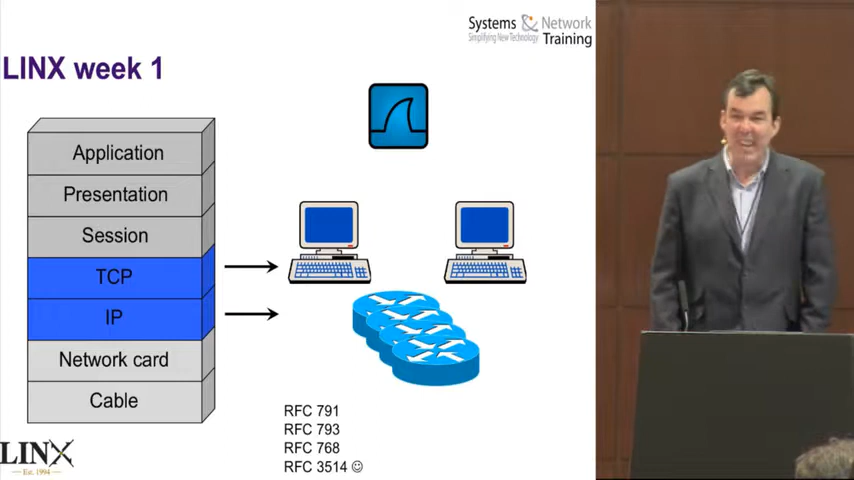 Systems & Network
Simplifying New Technology
Training
LINX week 1
Application
Presentation
Session
TCP
IP
Network card
Cable
RFC 791
RFC 793
RFC 768
RFC 3514 ☺
LINX
Est. 1994